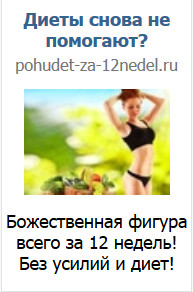 Диеты снова не
помогают?
pohudet-za-12nedel.ru
Божественная фигура
всего за 12 недель!
Без усилий и диет!